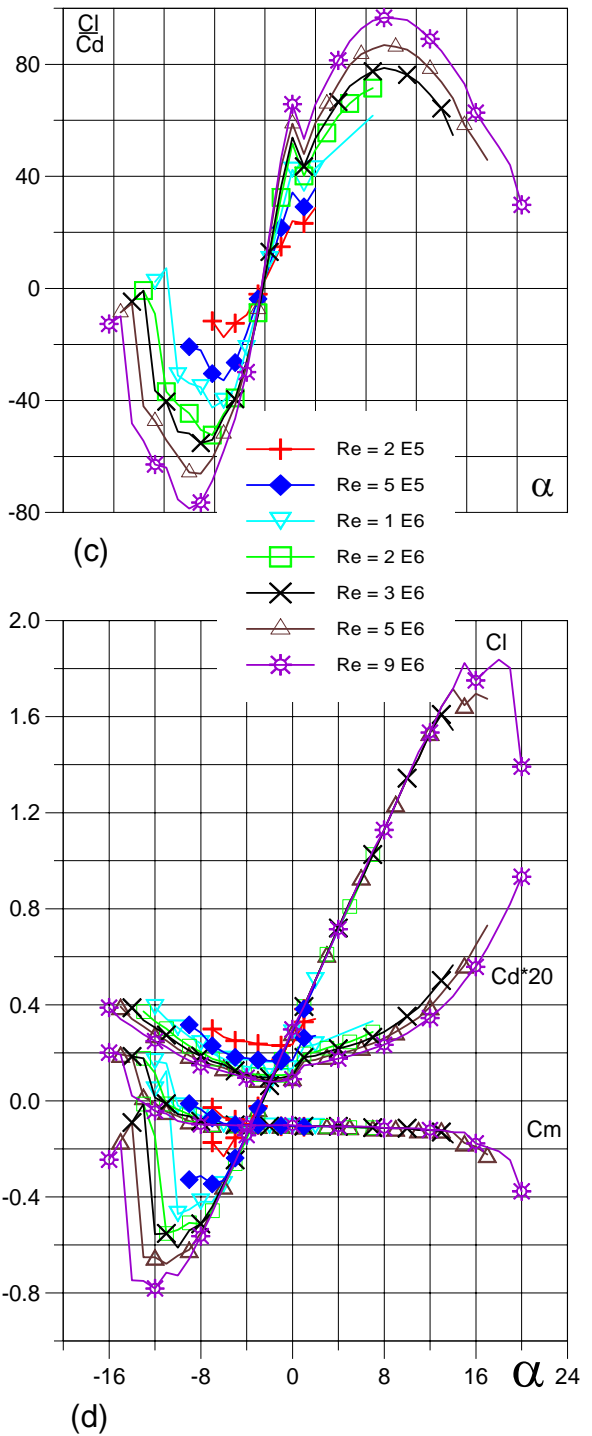 Cl
Cd
80
40
0
-40
-80
α
(c)
Re = 2 E5
Re = 5 E5
Re = 1 E6
Re = 2 E6
Re = 3 E6
Re = 5 E6
Re = 9 E6
2.0
Cl
1.6
1.2
0.8
Cd*20
0.4
0.0
Cm
-0.4
-0.8
-16 -8 0 8 16 α 24
(d)